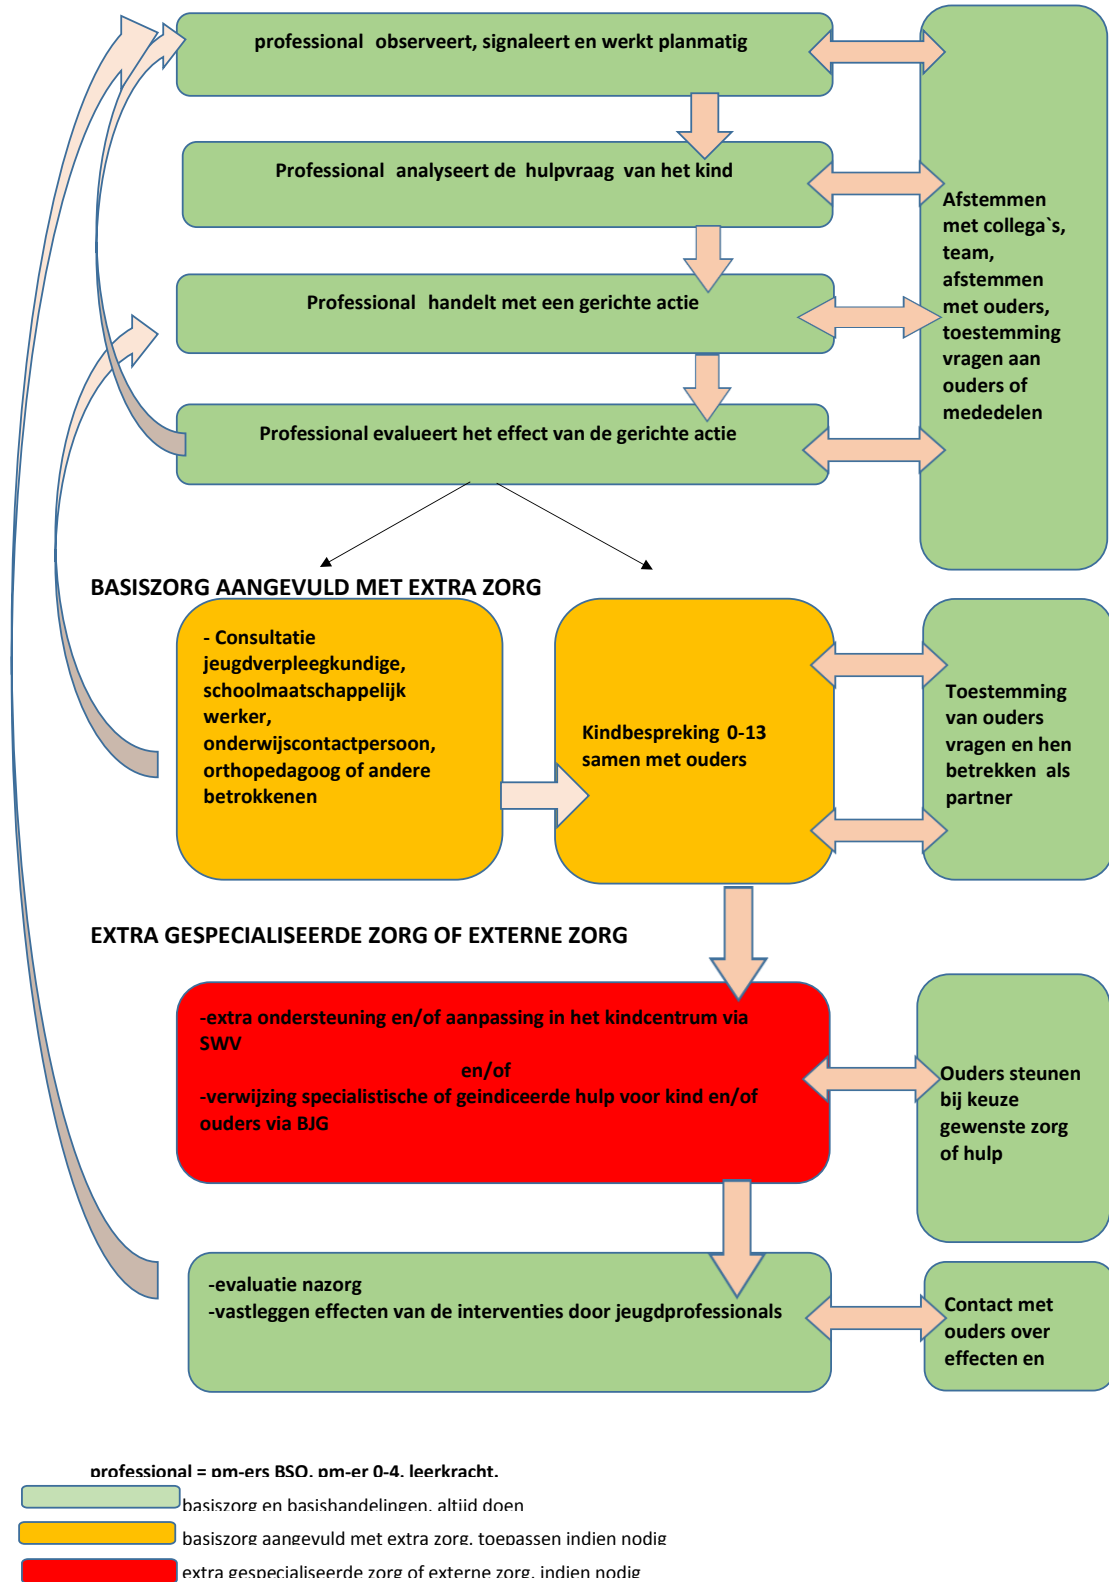 professional observeert, signaleert en werkt planmatig
Professional analyseert de hulpvraag van het kind
Professional handelt met een gerichte actie
Professional evalueert het effect van de gerichte actie
Afstemmen
met collega`s,
team,
afstemmen
met ouders,
toestemming
vragen aan
ouders of
mededelen
BASISZORG AANGEVULD MET EXTRA ZORG
- Consultatie
jeugdverpleegkundige,
schoolmaatschappelijk
werker,
onderwijscontactpersoon,
orthopedagoog of andere
betrokkenen
Kindbespreking 0-13
samen met ouders
Toestemming
van ouders
vragen en hen
betrekken als
partner
EXTRA GESPECIALISEERDE ZORG OF EXTERNE ZORG
-extra ondersteuning en/of aanpassing in het kindcentrum via
SWV
en/of
-verwijzing specialistische of geindiceerde hulp voor kind en/of
ouders via BJG
Ouders steunen
bij keuze
gewenste zorg
of hulp
-evaluatie nazorg
-vastleggen effecten van de interventies door jeugdprofessionals
Contact met
ouders over
effecten en
professional = pm-ers BSO, pm-er 0-4, leerkracht,
basiszorg en basishandelingen, altijd doen
basiszorg aangevuld met extra zorg, toepassen indien nodig
extra gespecialiseerde zorg of externe zorg, indien nodig